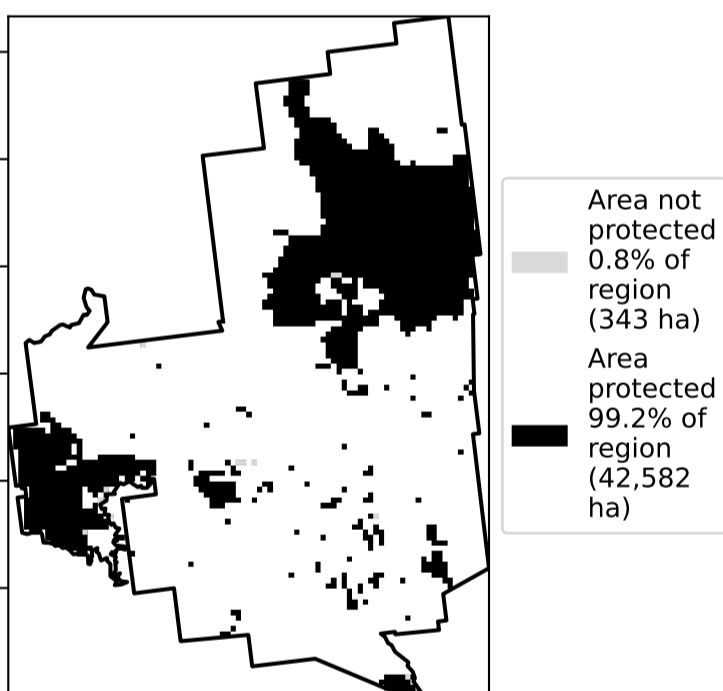 Area not
protected
0.8% of
region
(343 ha)
Area
protected
99.2% of
region
(42,582
ha)